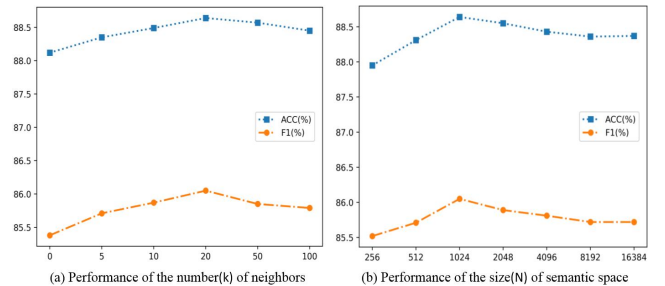 88.5
88.0
87.5
87.0
86.5
86.0
85.5
ACC(%)
F1(%)
0 5 10 20 50 100
(a) Performance of the number(k) of neighbors
88.5
88.0
87.5
87.0
86.5
86.0
85.5
ACC(%)
F1(%)
256 512 1024 2048 4096 8192 16384
(b) Performance of the size(N) of semantic space